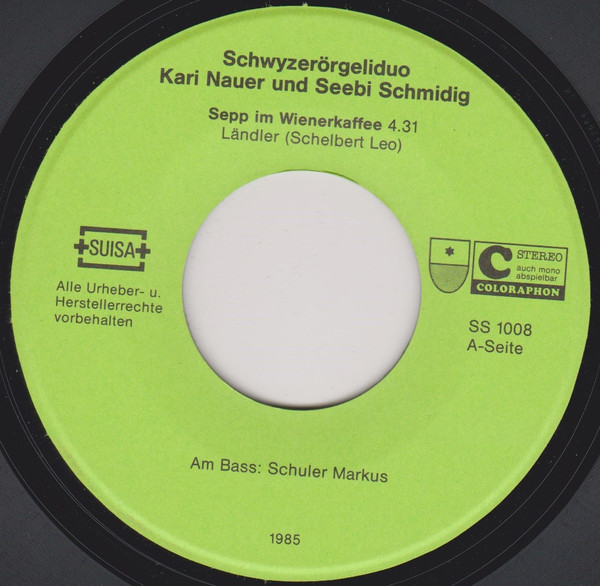 Schwyzerörgeliduo
Kari Nauer und Seebi Schmidig
Sepp im Wienerkaffee 4.31
Ländler (Schelbert Leo)
SUISA
Alle Urheber- u.
Herstellerrechte
vorbehalten
C STEREO
auch mono
abspielbar
COLORAPHON
SS 1008
A-Seite
Am Bass: Schuler Markus
1985